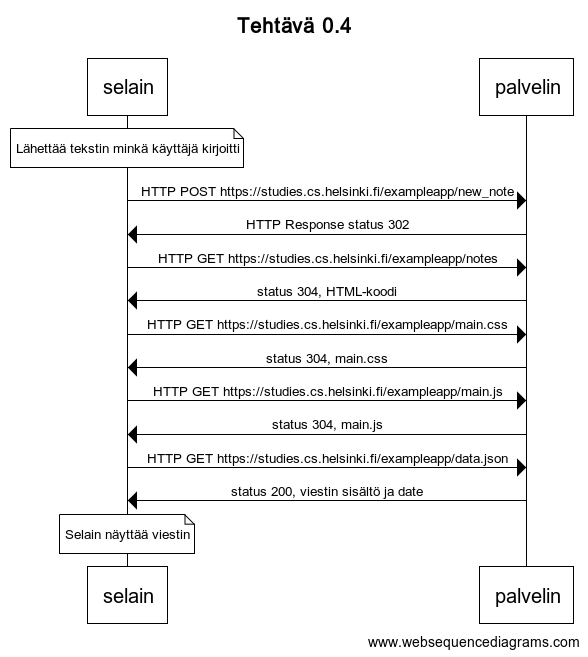 Tehtävä 0.4
selain palvelin
Lähettää tekstin minkä käyttäjä kirjoitti
HTTP POST https://studies.cs.helsinki.fi/exampleapp/new_note
HTTP Response status 302
HTTP GET https://studies.cs.helsinki.fi/exampleapp/notes
status 304, HTML-koodi
HTTP GET https://studies.cs.helsinki.fi/exampleapp/main.css
status 304, main.css
HTTP GET https://studies.cs.helsinki.fi/exampleapp/main.js
status 304, main.js
HTTP GET https://studies.cs.helsinki.fi/exampleapp/data.json
status 200, viestin sisältö ja date
Selain näyttää viestin
selain palvelin
www.websequencediagrams.com